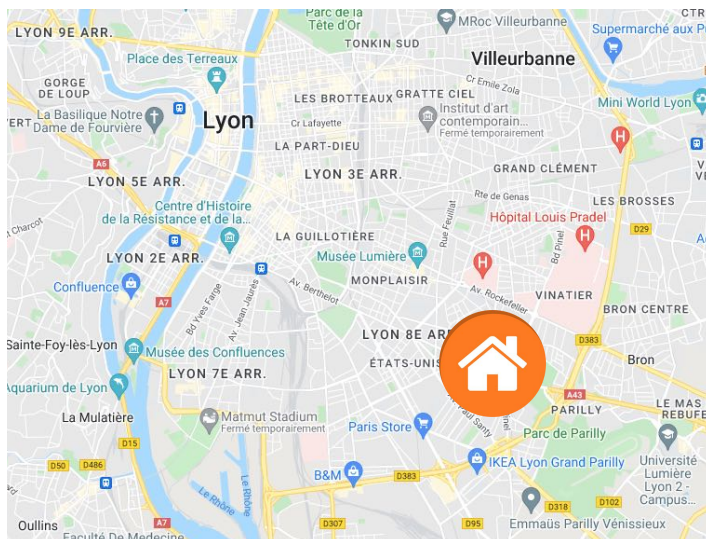 Parc de la
Tête d'Or
CTR
LYON 9E ARR.
MRoc Villeurbanne
Supermarché aux P
TONKIN SUD
Place des Terreaux
Villeurbanne
GORGE
DE LOUP
Cr Emile Zola
LES BROTTEAUX
GRATTE CIEL
Mini World Lyon
La Basilique Notre
Dame de Fourvière
Institut d'art
contemporain...
Fermé temporairement
VERT
Lyon
Cr Lafayette
LA PART-DIEU
A6
GRAND CLÉMENT
LYON 5E ARR.
LYON 3E ARR.
Rte de Genas
LES BROSSES
Centre d'Histoire
de la Résistance et de la...
Charcot
Hôpital Louis Pradel
D29
Rue Feuillat
LA GUILLOTIÈRE
Bd Pinel
Musée Lumière
LYON 2E ARR.
MONPLAISIR
Confluence
Av. Berthelot
Av. Rockefeller
VINATIER
A7
BRON CENTRE
Bd Yves Farge
Av. Jean Jaurès
LYON 8E ARR
D383
Sainte-Foy-lès-Lyon
Musée des Confluences
Bron
ÉTATS-UNIS
LYON 7E ARR.
Aquarium de Lyon
A43
PARILLY
LE MAS
REBUFE
La Mulatière
Matmut Stadium
Fermé temporairement
Paul Santy
Paris Store
Parc de Parilly
D15
Université
Lumière
Lyon 2 -
Campus...
D50
D486
IKEA Lyon Grand Parilly
B&M
D383
Le Rhône
Le Rhône
D318
D102
Oullins
A7
D307
D95
Emmaüs Parilly Vénissieux
Faculté De Medecine